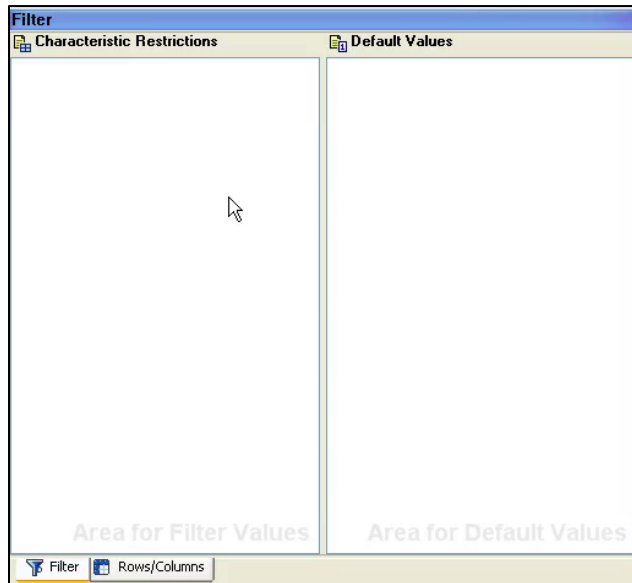 Filter
Characteristic Restrictions
Default Values
Area for Filter Values
Area for Default Values
Filter
Rows/Columns